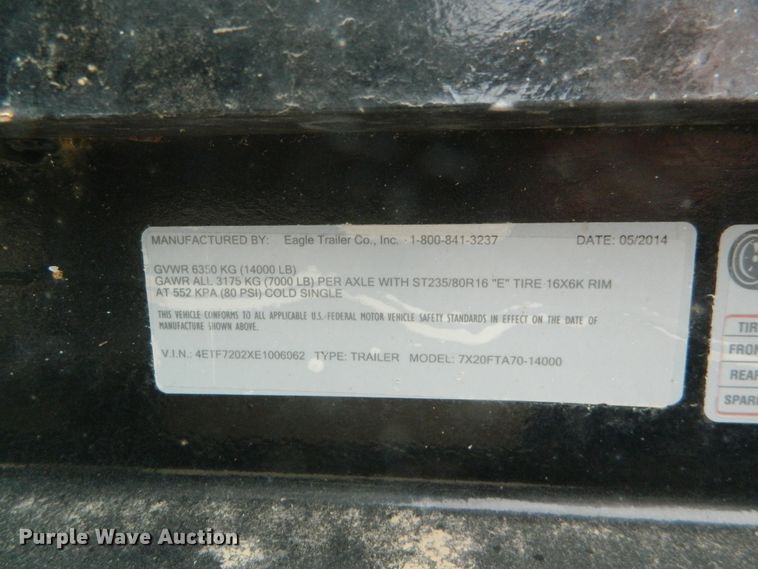 MANUFACTURED BY: Eagle Trailer Co., Inc. 1-800-841-3237 DATE: 05/2014
GVWR 6350 KG (14000 LB)
GAWR ALL 3175 KG (7000 LB) PER AXLE WITH ST235/80R16 "E" TIRE 16X6K RIM
AT 552 KPA (80 PSI) COLD SINGLE
THIS VEHICLE CONFORMS TO ALL APPLICABLE U.S. FEDERAL MOTOR VEHICLE SAFETY STANDARDS IN EFFECT ON THE DATE OF
MANUFACTURE SHOWN ABOVE.
V.I.N.: 4ETF7202XE1006062 TYPE: TRAILER MODEL: 7X20FTA70-14000
TIR
FRON
REAR
SPAR
Purple Wave Auction